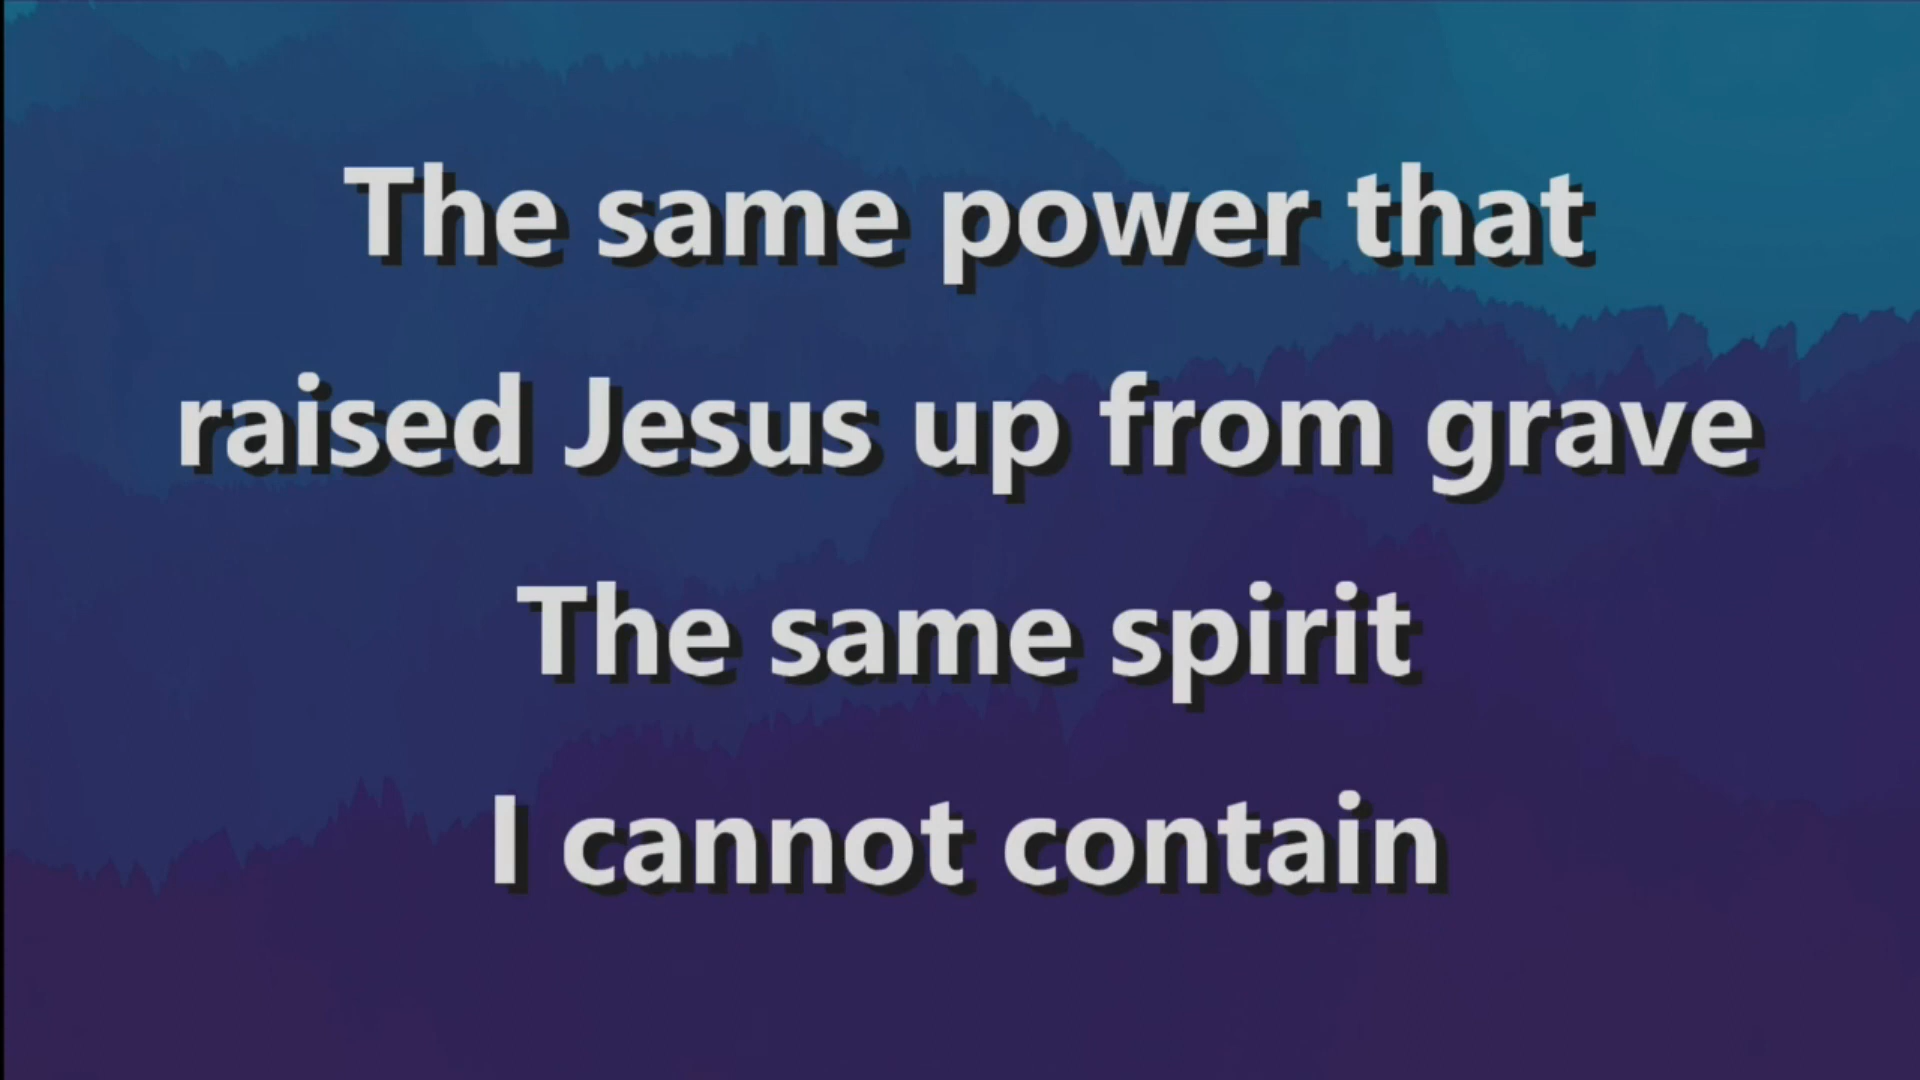 The same power that
raised Jesus up from grave
The same spirit
I cannot contain